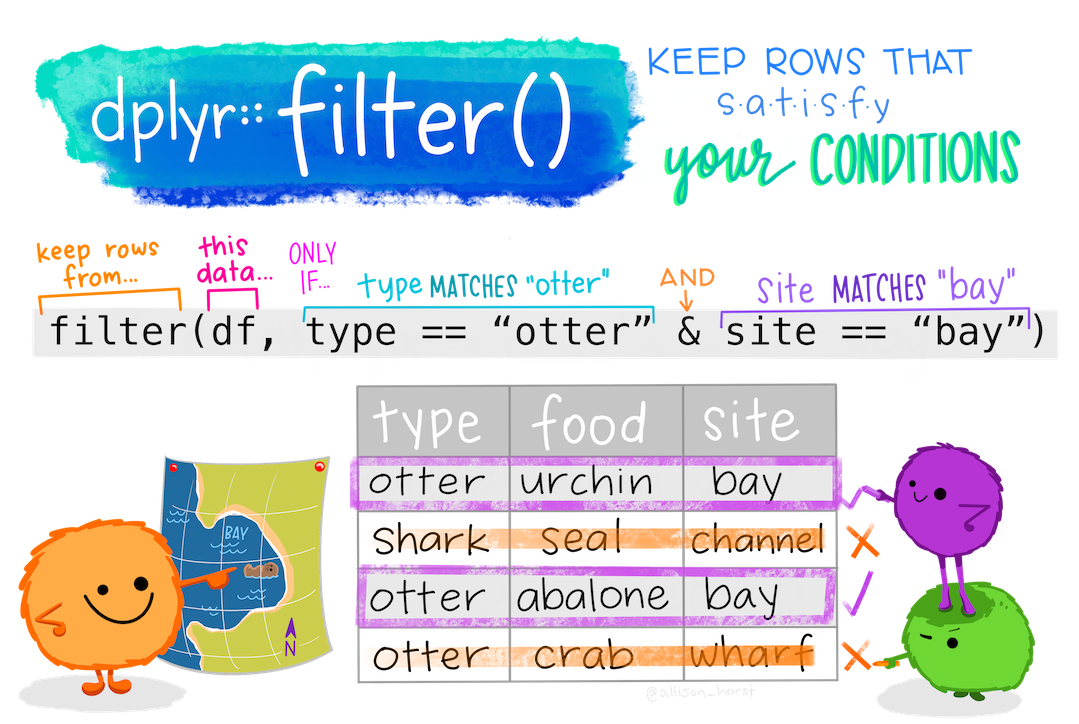 dplyr::filter()
KEEP ROWS THAT
s.a.t.i.s.f.y
your CONDITIONS
keep rows
from...
this
data...
ONLY
IF...
type MATCHES "otter"
AND
site MATCHES "bay"
filter(df, type == “otter” & site == “bay”)
type food site
otter urchin bay
Shark seal channel
otter abalone bay
otter crab wharf
BAY
N
@allison_horst